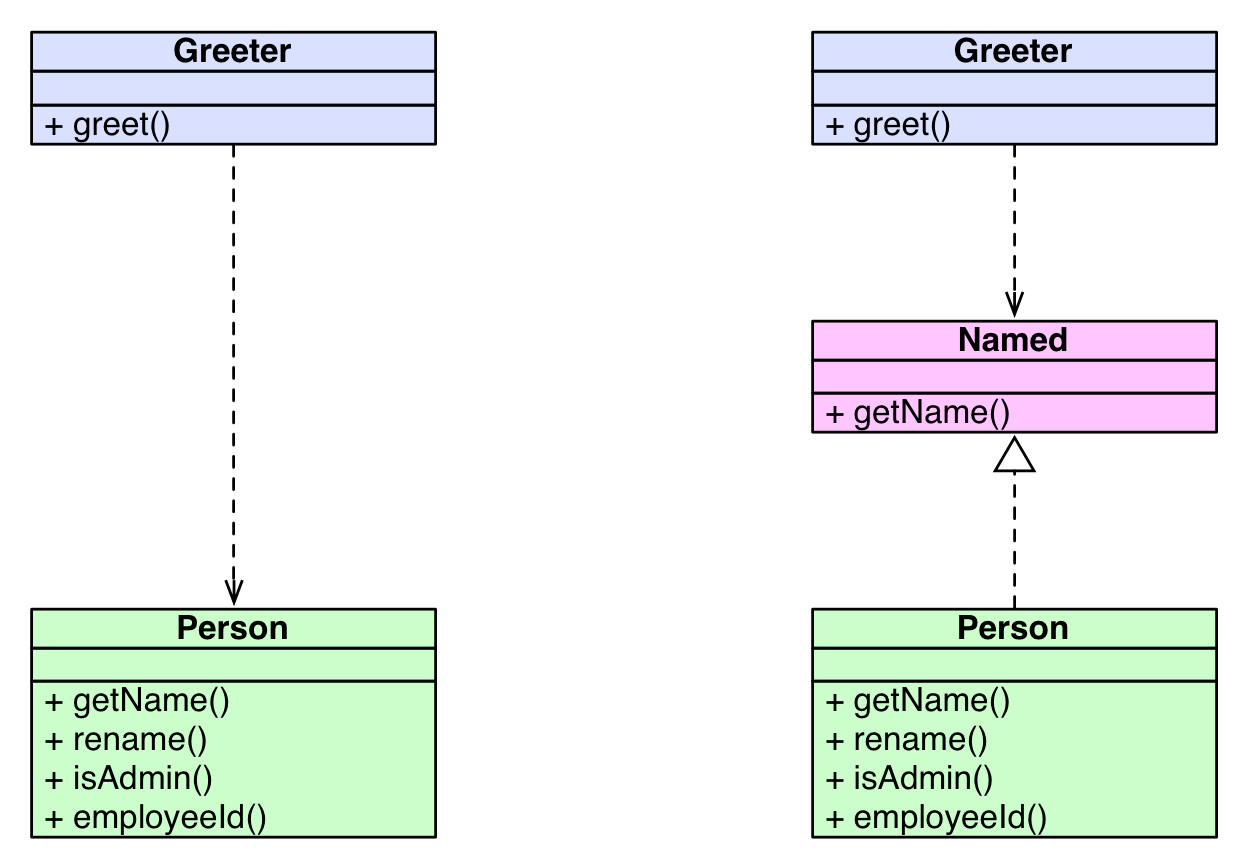 Greeter
+ greet()
Person
+ getName()
+ rename()
+ isAdmin()
+ employeeId()
Greeter
+ greet()
Named
+ getName()
Person
+ getName()
+ rename()
+ isAdmin()
+ employeeId()